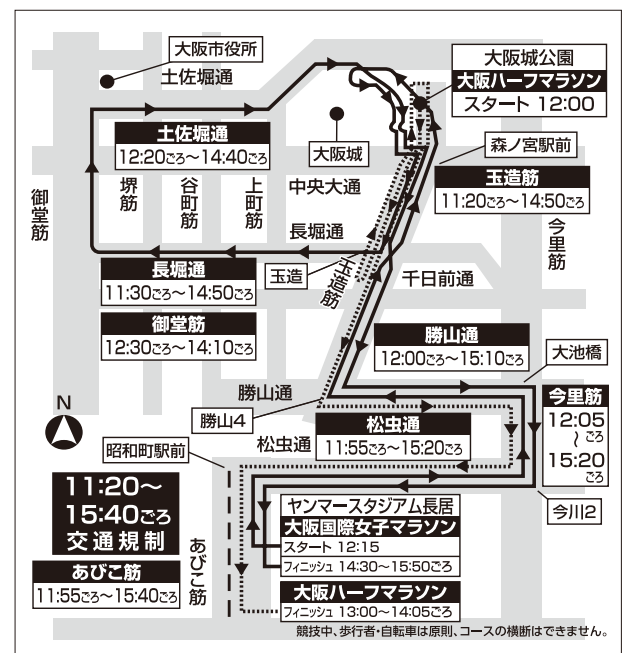 大阪市役所
土佐堀通
大阪城公園
大阪ハーフマラソン
スタート 12:00
土佐堀通
12:20ごろ〜14:40ごろ
大阪城
森ノ宮駅前
玉造筋
11:20ごろ〜14:50ごろ
御堂筋
堺筋
谷町筋
上町筋
中央大通
長堀通
今里筋
玉造
玉造筋
千日前通
長堀通
11:30ごろ〜14:50ごろ
御堂筋
12:30ごろ〜14:10ごろ
勝山通
12:00ごろ〜15:10ごろ
大池橋
勝山通
今里筋
12:05
ごろ
〜
15:20
ごろ
N
勝山4
松虫通
11:55ごろ〜15:20ごろ
松虫通
昭和町駅前
11:20〜
15:40ごろ
交通規制
今川2
ヤンマースタジアム長居
大阪国際女子マラソン
スタート 12:15
フィニッシュ 14:30〜15:50ごろ
あびこ筋
あびこ筋
11:55ごろ〜15:40ごろ
大阪ハーフマラソン
フィニッシュ 13:00〜14:05ごろ
競技中、歩行者・自転車は原則、コースの横断はできません。